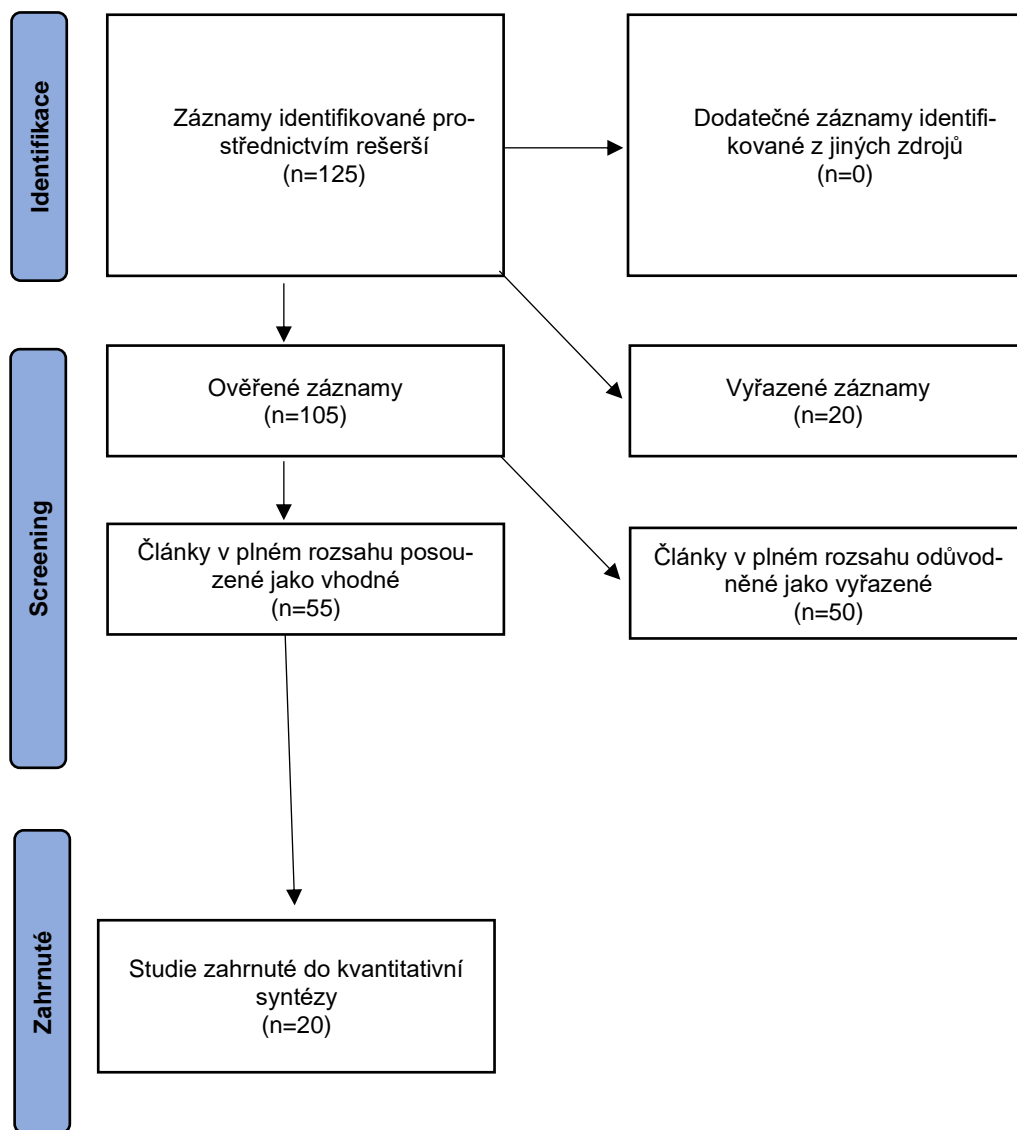 Identifikace
Záznamy identifikované pro-
střednictvím rešerší
(n=125)
Dodatečné záznamy identifi-
kované z jiných zdrojů
(n=0)
Screening
Ověřené záznamy
(n=105)
Vyřazené záznamy
(n=20)
Články v plném rozsahu posou-
zené jako vhodné
(n=55)
Články v plném rozsahu odůvod-
něné jako vyřazené
(n=50)
Zahrnuté
Studie zahrnuté do kvantitativní
syntézy
(n=20)